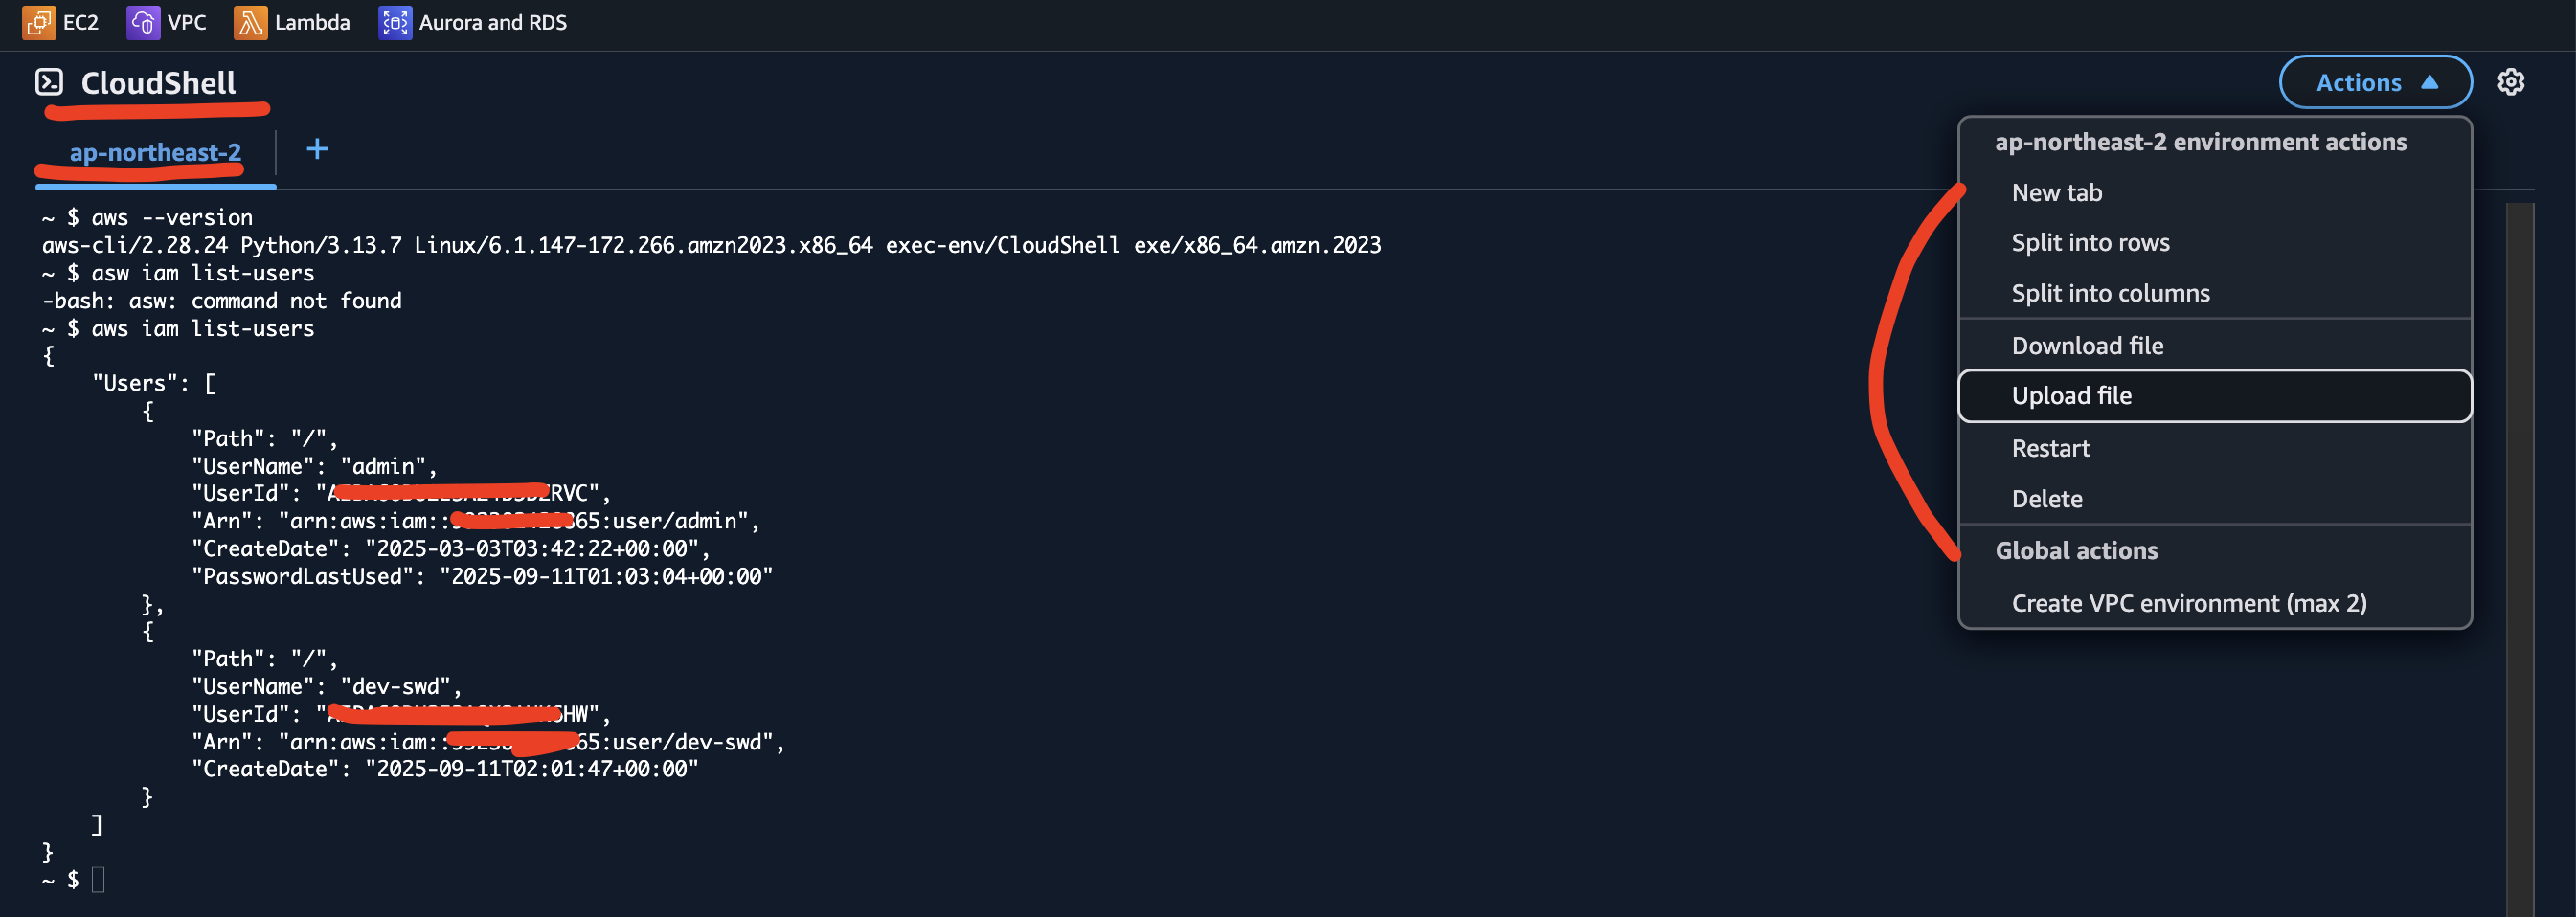 EC2 VPC Lambda Aurora and RDS
CloudShell
Actions
ap-northeast-2 +
~ $ aws --version
aws-cli/2.28.24 Python/3.13.7 Linux/6.1.147-172.266.amzn2023.x86_64 exec-env/CloudShell exe/x86_64.amzn.2023
~ $ asw iam list-users
-bash: asw: command not found
~ $ aws iam list-users
{
"Users": [
{
"Path": "/",
"UserName": "admin",
"UserId": "RVC",
"Arn": "arn:aws:iam::65:user/admin",
"CreateDate": "2025-03-03T03:42:22+00:00",
"PasswordLastUsed": "2025-09-11T01:03:04+00:00"
},
{
"Path": "/",
"UserName": "dev-swd",
"UserId": "HW",
"Arn": "arn:aws:iam::65:user/dev-swd",
"CreateDate": "2025-09-11T02:01:47+00:00"
}
]
}
~ $
ap-northeast-2 environment actions
New tab
Split into rows
Split into columns
Download file
Upload file
Restart
Delete
Global actions
Create VPC environment (max 2)